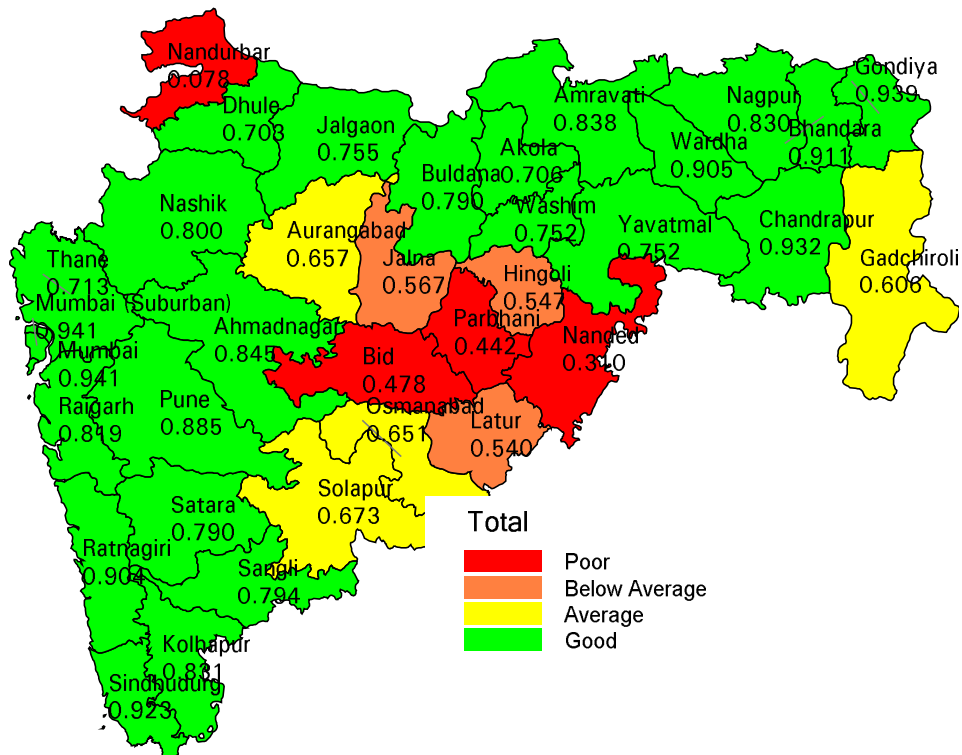 Nandurbar
0.078
Dhule
0.703
Jalgaon
0.755
Buldana
0.790
Akola
0.706
Amravati
0.838
Wardha
0.905
Nagpur
0.830
Bhandara
0.911
Gondiya
0.939
Nashik
0.800
Aurangabad
0.657
Jalna
0.567
Washim
0.752
Hingoli
0.547
Yavatmal
0.752
Chandrapur
0.932
Gadchiroli
0.606
Thane
0.713
Mumbai (Suburban)
0.941
Mumbai
0.941
Ahmadnagar
0.845
Bid
0.478
Parbhani
0.442
Nanded
0.310
Raigarh
0.819
Pune
0.885
Osmanabad
0.651
Latur
0.540
Solapur
0.673
Satara
0.790
Ratnagiri
0.904
Sangli
0.794
Kolhapur
0.831
Sindhudurg
0.923
Total
Poor
Below Average
Average
Good